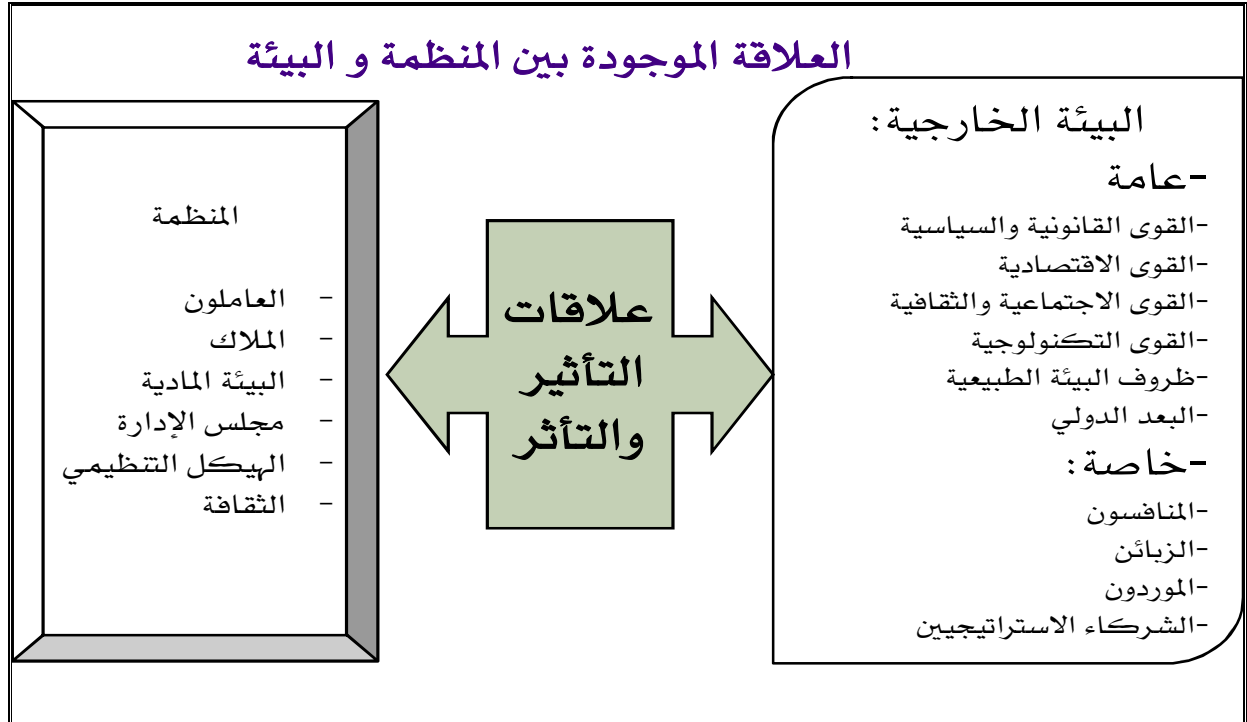 العلاقة الموجودة بين المنظمة و البيئة
البيئة الخارجية:
-عامة
-القوى القانونية والسياسية
-القوى الاقتصادية
-القوى الاجتماعية والثقافية
-القوى التكنولوجية
-ظروف البيئة الطبيعية
-البعد الدولي
-خاصة:
-المنافسون
-الزبائن
-الموردون
-الشركاء الاستراتيجيين
علاقات
التأثير
والتأثر
المنظمة
- العاملون
- الملاك
- البيئة المادية
- مجلس الإدارة
- الهيكل التنظيمي
- الثقافة